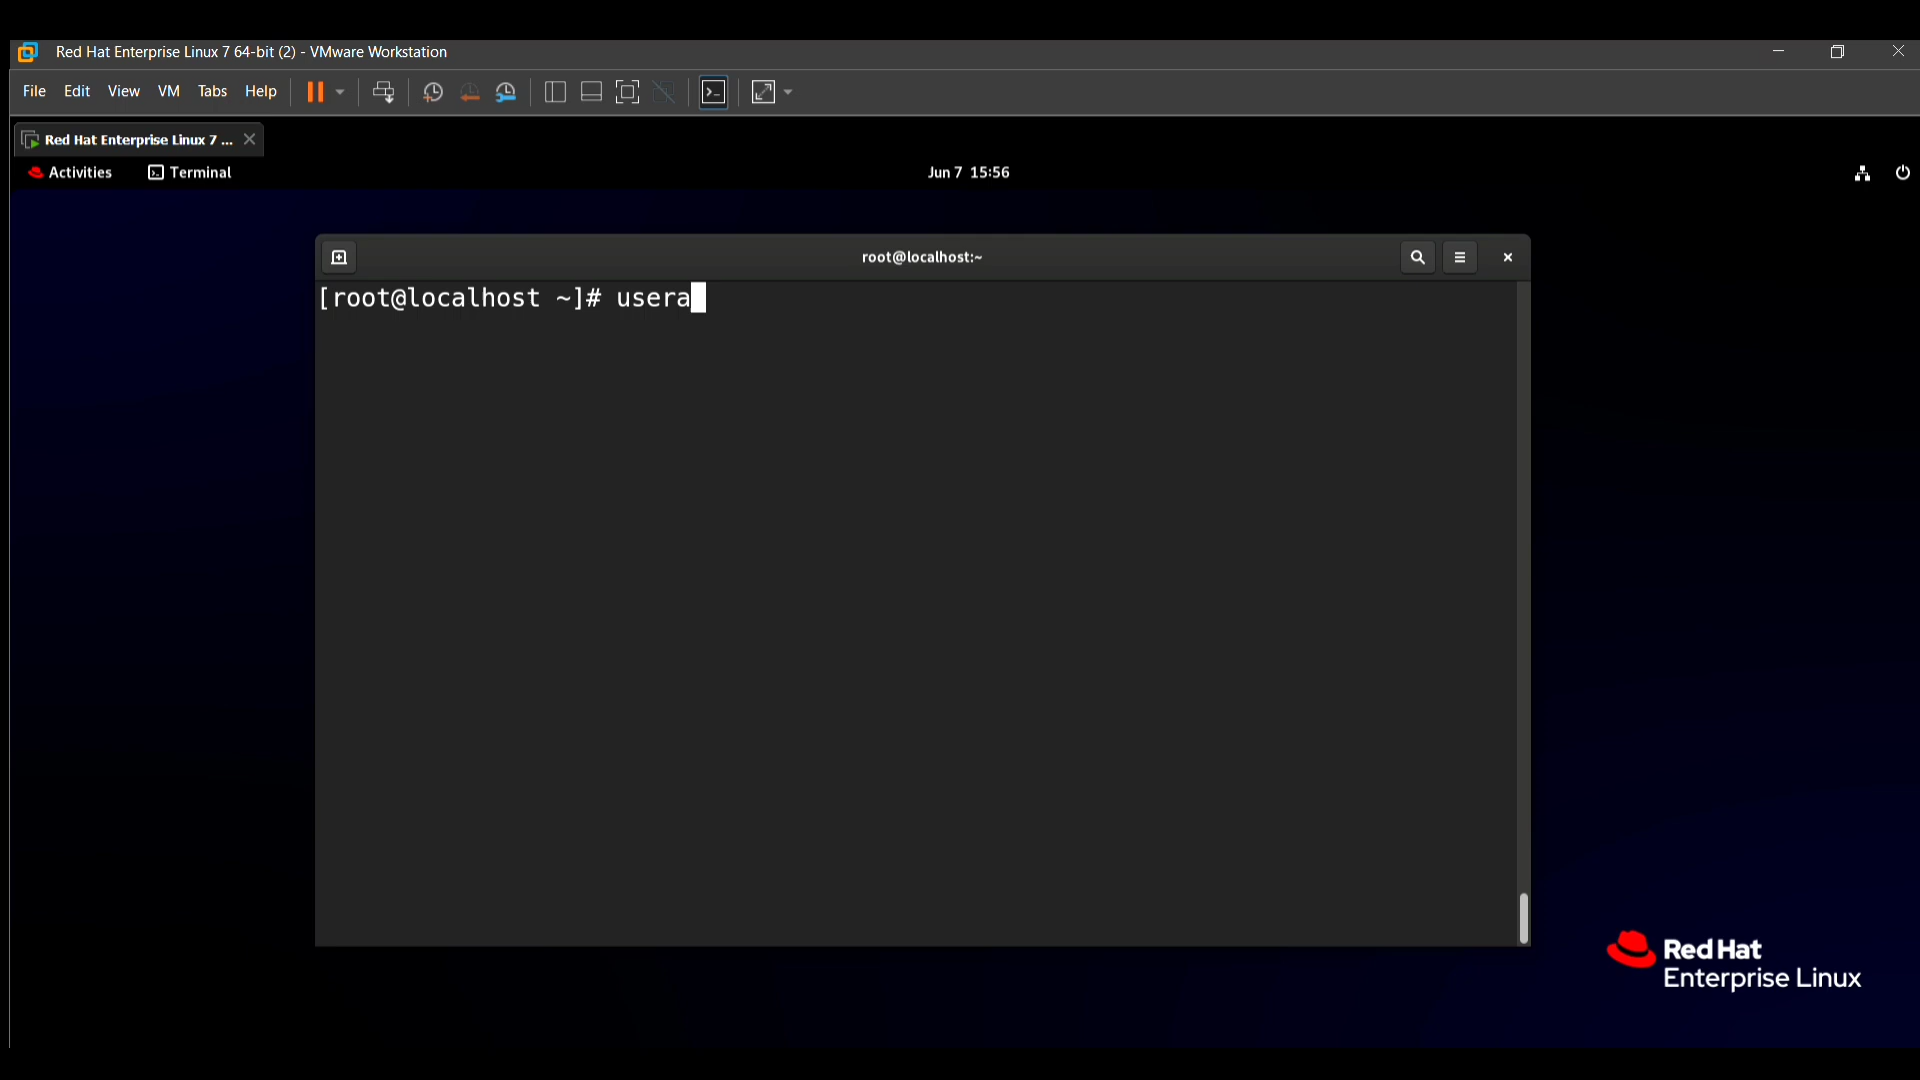 Red Hat Enterprise Linux 7 64-bit (2) - VMware Workstation
File Edit View VM Tabs Help
Red Hat Enterprise Linux 7 ...
Activities Terminal Jun 7 15:56
root@localhost:~
[root@localhost ~]# usera
Red Hat
Enterprise Linux